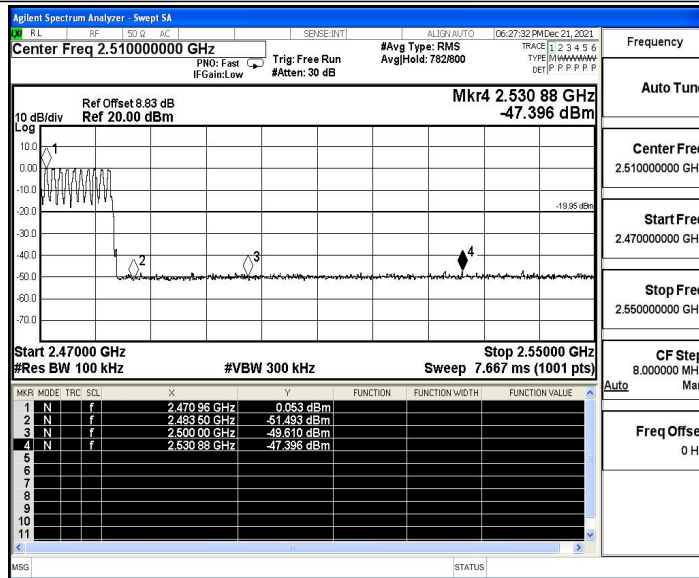 Agilent Spectrum Analyzer - Swept SA
RL RF 50 Ω AC SENSE:INT ALIGN AUTO 06:27:32 PM Dec 21, 2021
Center Freq 2.510000000 GHz
PNO: Fast
IFGain:Low
Trig: Free Run
#Atten: 30 dB
#Avg Type: RMS
Avg|Hold: 782/800
TRACE 1 2 3 4 5 6
TYPE M
DET P P P P P P
Ref Offset 8.83 dB
10 dB/div Ref 20.00 dBm
Log
Mkr4 2.530 88 GHz
-47.396 dBm
10.0
0.00
-10.0
-20.0
-30.0
-40.0
-50.0
-60.0
-70.0
1
2
3
4
-19.95 dBm
Start 2.47000 GHz Stop 2.55000 GHz
#Res BW 100 kHz #VBW 300 kHz Sweep 7.667 ms (1001 pts)
MKR MODE TRC SCL X Y FUNCTION FUNCTION WIDTH FUNCTION VALUE
1 N f 2.470 96 GHz 0.053 dBm
2 N f 2.483 50 GHz -51.493 dBm
3 N f 2.500 00 GHz -49.610 dBm
4 N f 2.530 88 GHz -47.396 dBm
5
6
7
8
9
10
11
MSG STATUS
Frequency
Auto Tun
Center Fre
2.510000000 GH
Start Fre
2.470000000 GH
Stop Fre
2.550000000 GH
CF Ste
8.000000 MH
Auto Ma
Freq Offse
0 H